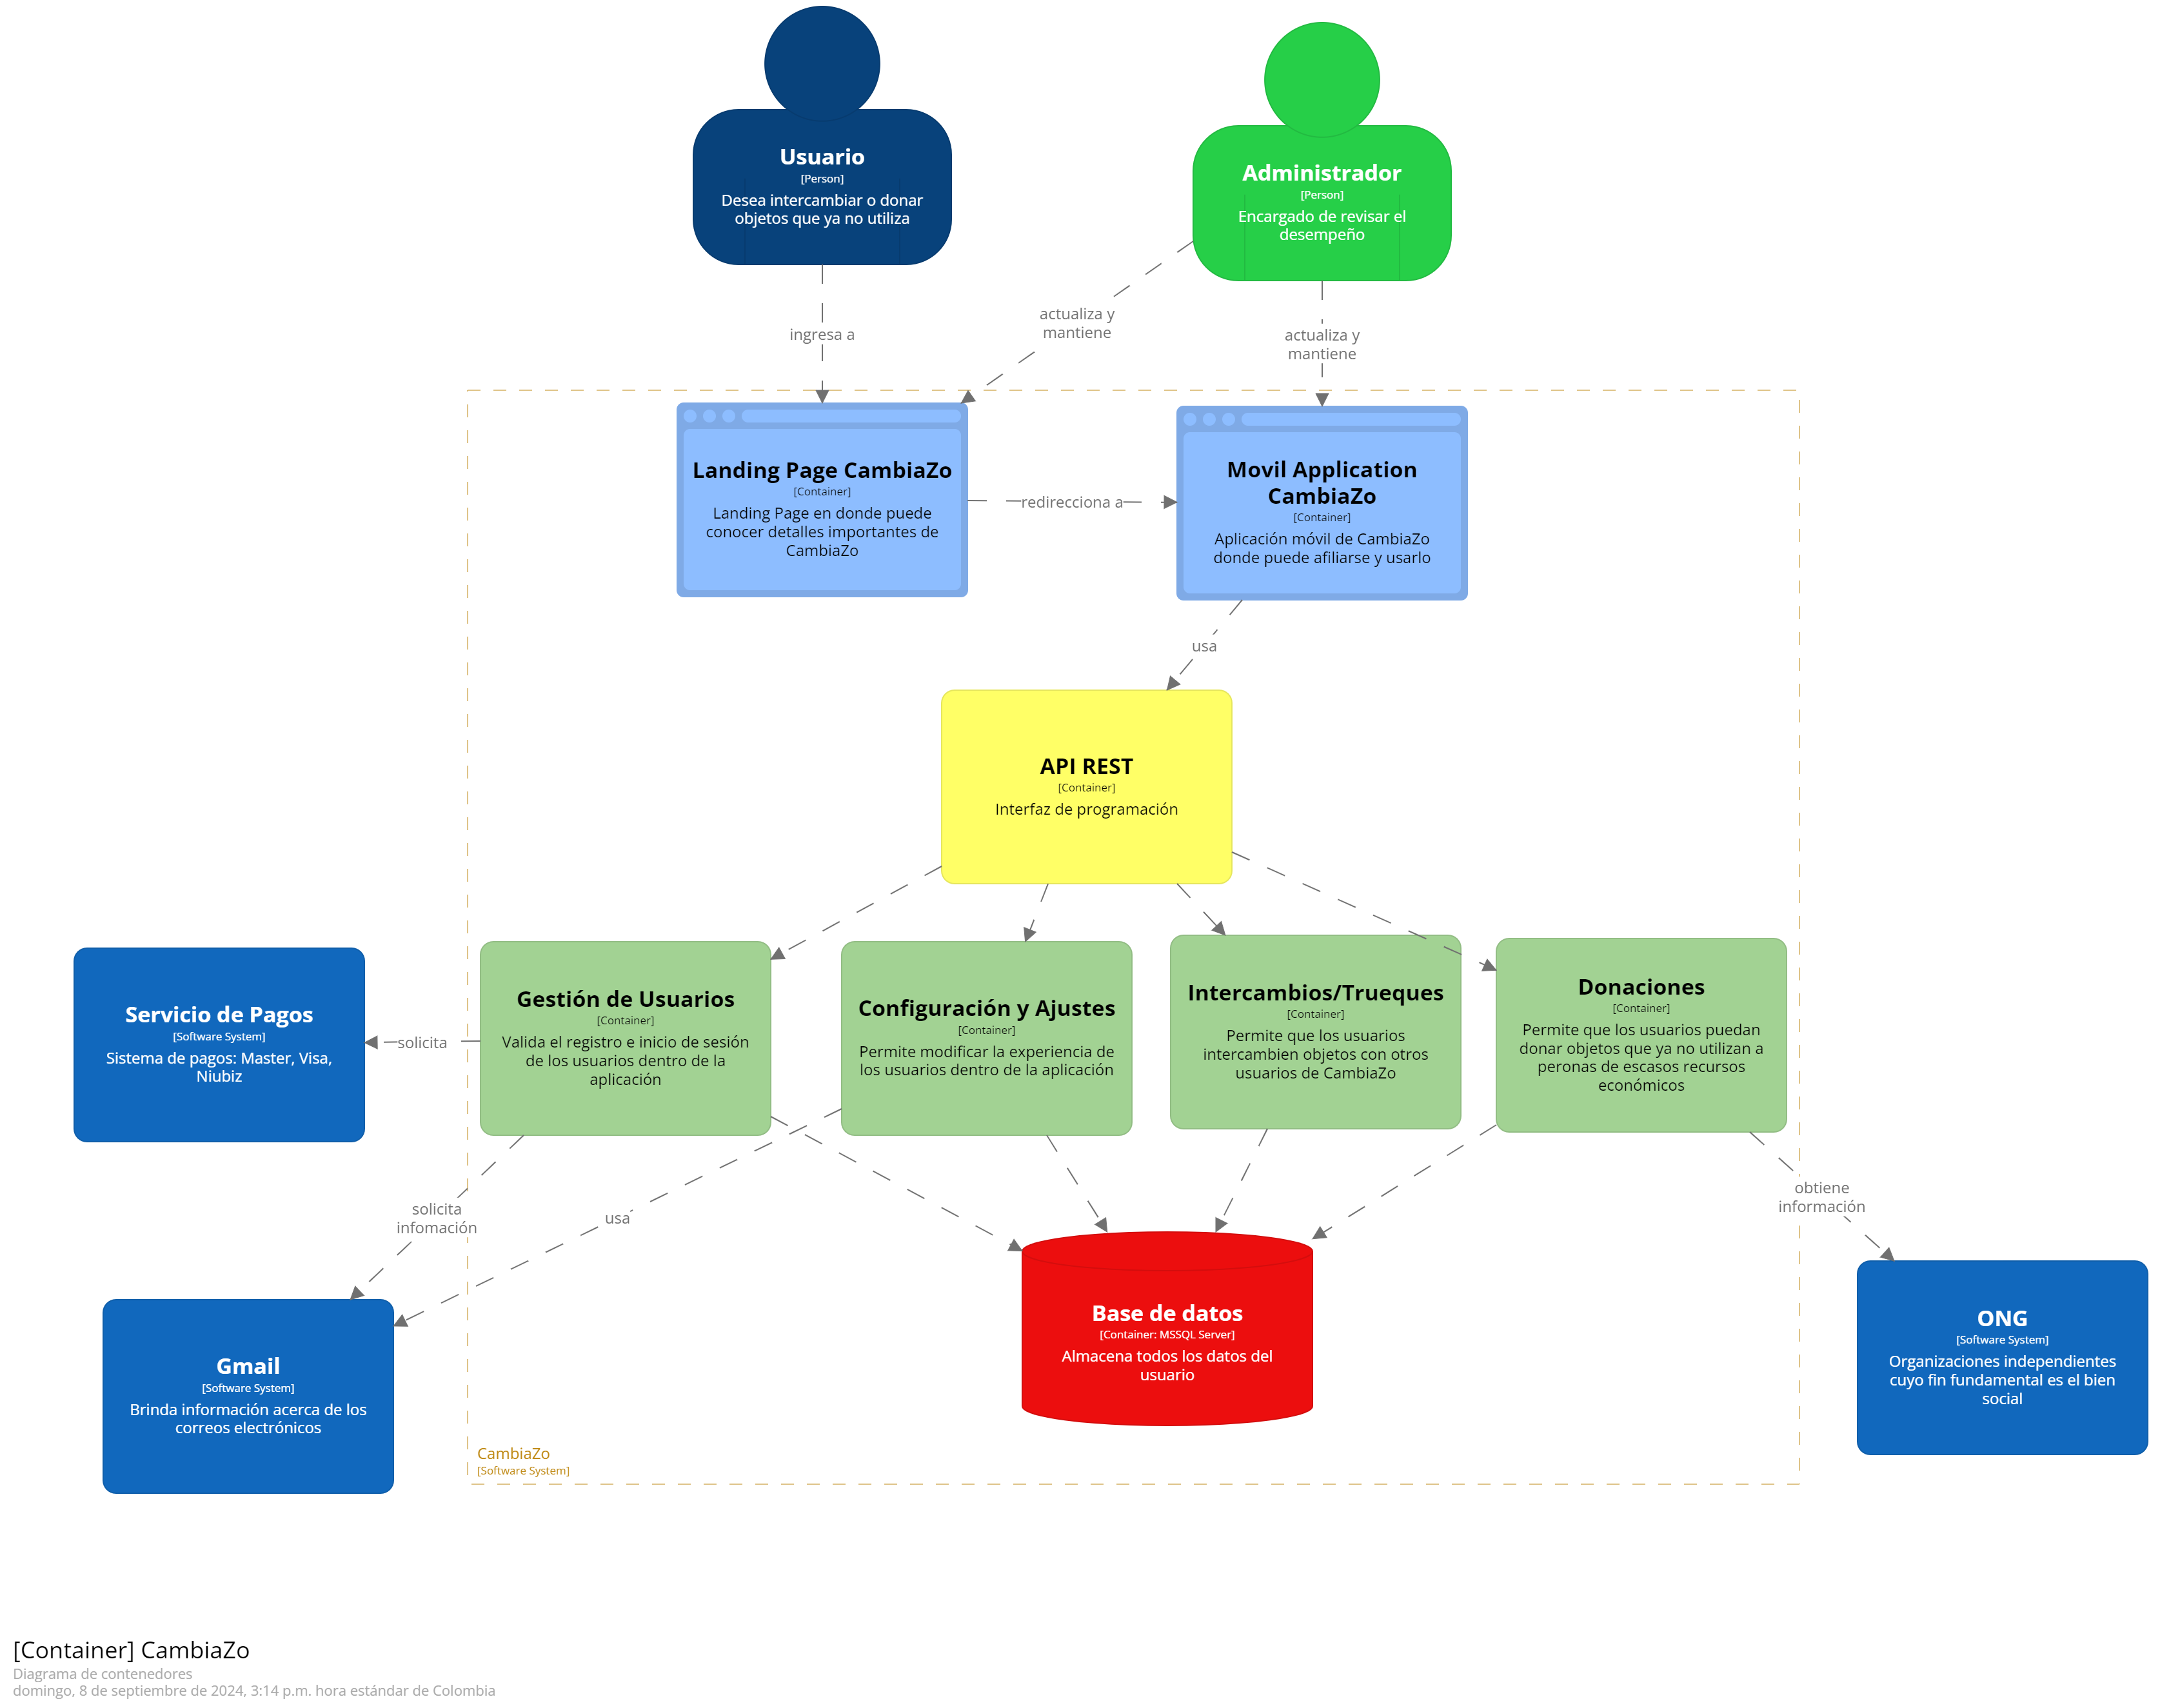 Usuario
[Person]
Desea intercambiar o donar
objetos que ya no utiliza
Administrador
[Person]
Encargado de revisar el
desempeño
ingresa a
actualiza y
mantiene
actualiza y
mantiene
Landing Page CambiaZo
[Container]
Landing Page en donde puede
conocer detalles importantes de
CambiaZo
redirecciona a
Movil Application
CambiaZo
[Container]
Aplicación móvil de CambiaZo
donde puede afiliarse y usarlo
usa
API REST
[Container]
Interfaz de programación
Servicio de Pagos
[Software System]
Sistema de pagos: Master, Visa,
Niubiz
solicita
Gestión de Usuarios
[Container]
Valida el registro e inicio de sesión
de los usuarios dentro de la
aplicación
Configuración y Ajustes
[Container]
Permite modificar la experiencia de
los usuarios dentro de la aplicación
Intercambios/Trueques
[Container]
Permite que los usuarios
intercambien objetos con otros
usuarios de CambiaZo
Donaciones
[Container]
Permite que los usuarios puedan
donar objetos que ya no utilizan a
peronas de escasos recursos
económicos
solicita
infomación
usa
obtiene
información
Gmail
[Software System]
Brinda información acerca de los
correos electrónicos
Base de datos
[Container: MSSQL Server]
Almacena todos los datos del
usuario
ONG
[Software System]
Organizaciones independientes
cuyo fin fundamental es el bien
social
CambiaZo
[Software System]
[Container] CambiaZo
Diagrama de contenedores
domingo, 8 de septiembre de 2024, 3:14 p.m. hora estándar de Colombia